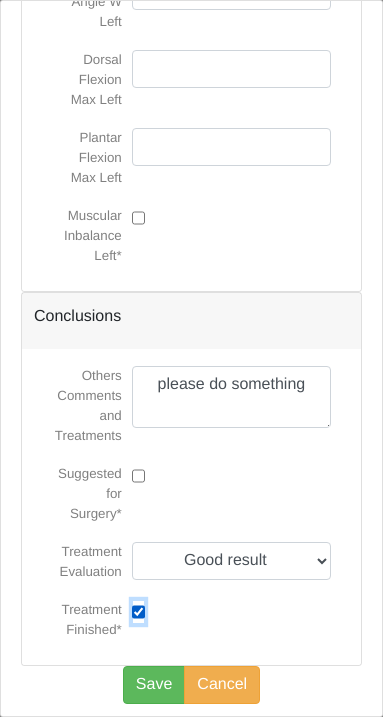 Angle W
Left
Dorsal
Flexion
Max Left
Plantar
Flexion
Max Left
Muscular
Inbalance
Left*
Conclusions
Others
Comments
and
Treatments
please do something
Suggested
for
Surgery*
Treatment
Evaluation
Good result
Treatment
Finished*
Save
Cancel